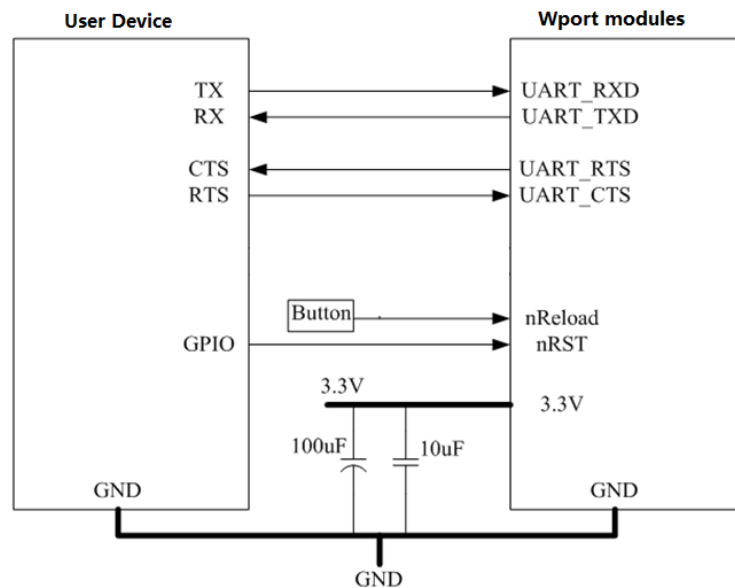 User Device
Wport modules
TX
UART_RXD
RX
UART_TXD
CTS
UART_RTS
RTS
UART_CTS
Button
nReload
GPIO
nRST
3.3V
3.3V
100uF
10uF
GND
GND
GND